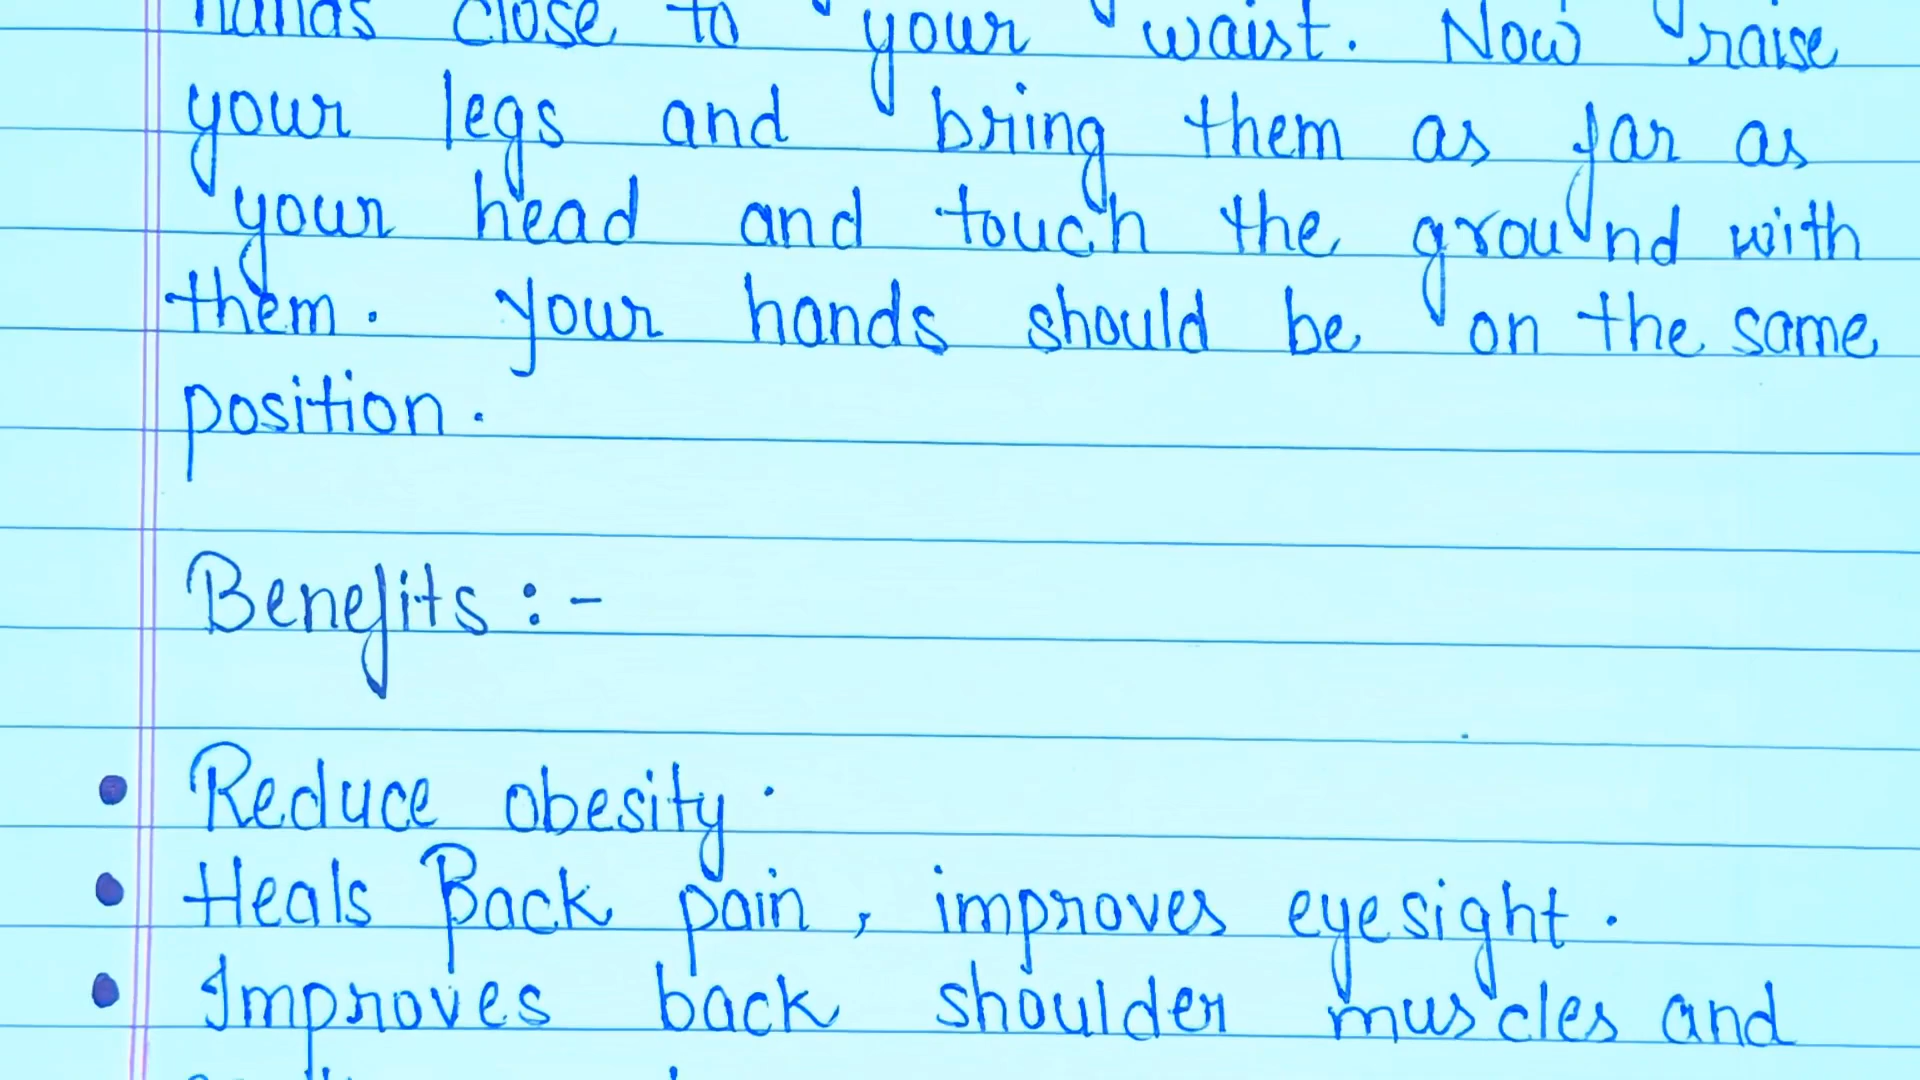 hands close to your waist. Now raise
your legs and bring them as far as
your head and touch the ground with
them. Your hands should be on the same
position.
Benefits :-
• Reduce obesity.
• Heals Back pain, improves eyesight.
• Improves back shoulder muscles and